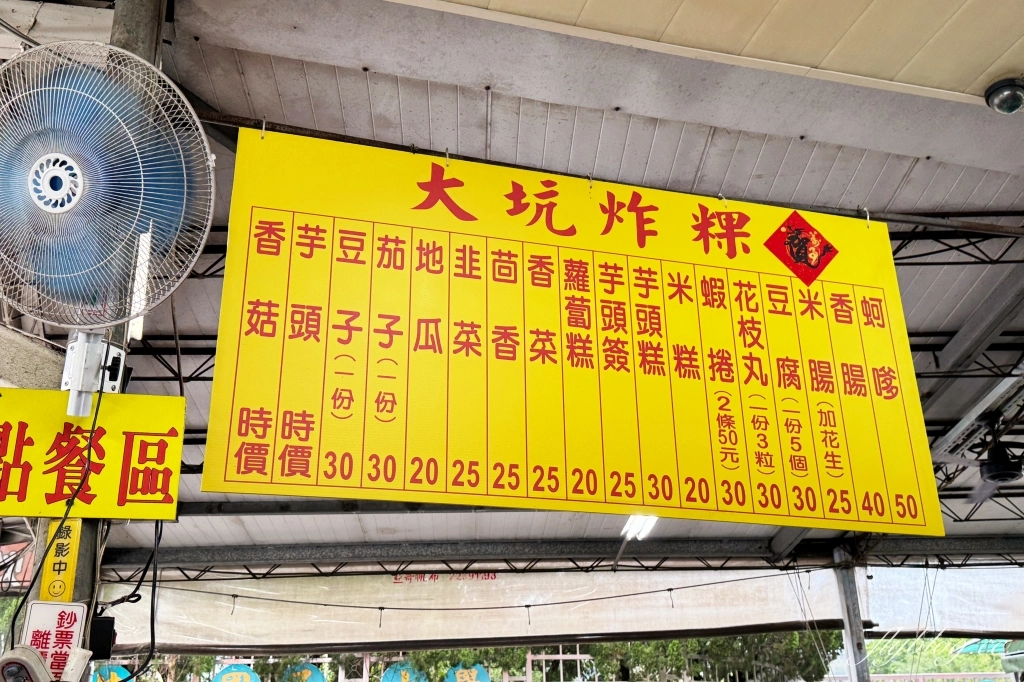 大坑炸粿
賀
蚵嗲 50
香腸 40
米腸(加花生) 25
豆腐(一份5個) 30
花枝丸(一份3粒) 30
蝦捲(2條50元) 30
米糕 20
芋頭糕 30
芋頭簽 25
蘿蔔糕 20
香菜 25
茴香 25
韭菜 25
地瓜 20
茄子(一份) 30
豆子(一份) 30
芋頭 時價
香菇 時價
點餐區
錄影中
鈔票當
離